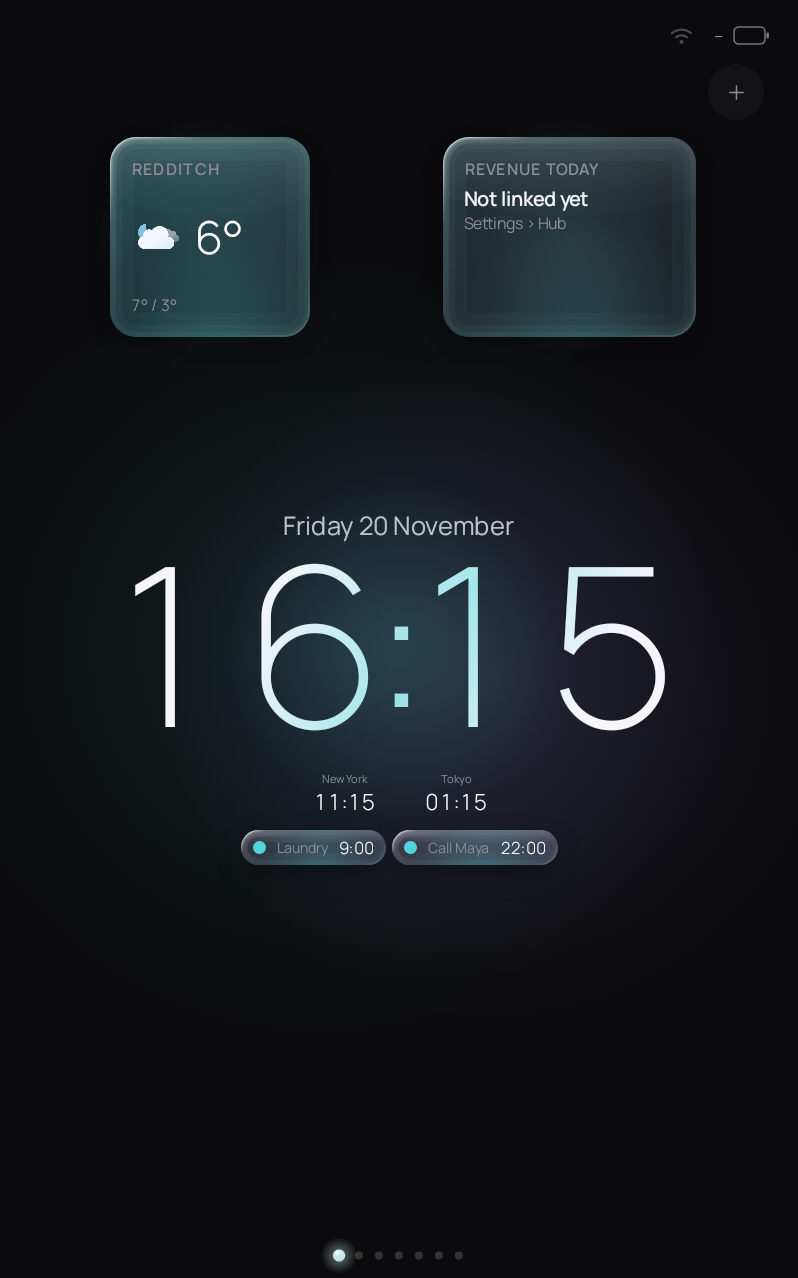 –
+
REDDITCH
6°
7° / 3°
REVENUE TODAY
Not linked yet
Settings > Hub
Friday 20 November
16:15
New York
11:15
Tokyo
01:15
Laundry 9:00
Call Maya 22:00